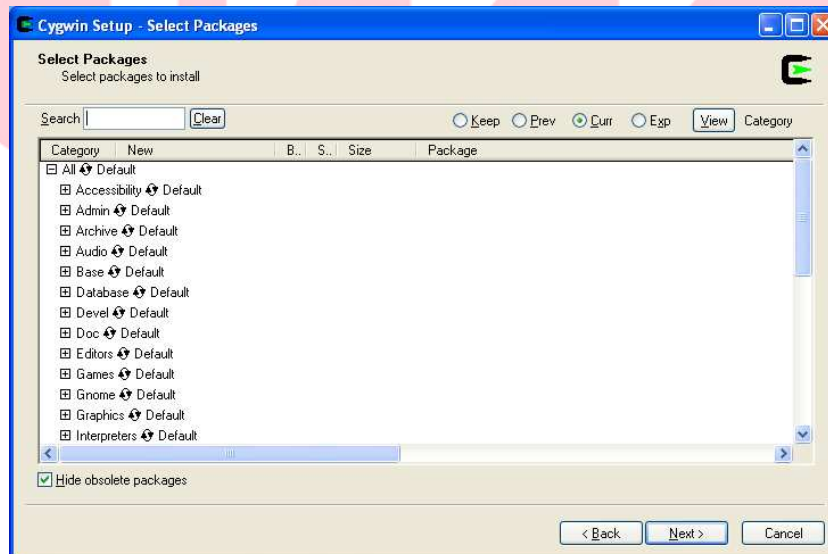 Cygwin Setup - Select Packages
Select Packages
Select packages to install
Search Clear Keep Prev Curr Exp View Category
Category New B.. S.. Size Package
All Default
Accessibility Default
Admin Default
Archive Default
Audio Default
Base Default
Database Default
Devel Default
Doc Default
Editors Default
Games Default
Gnome Default
Graphics Default
Interpreters Default
Hide obsolete packages
< Back Next > Cancel